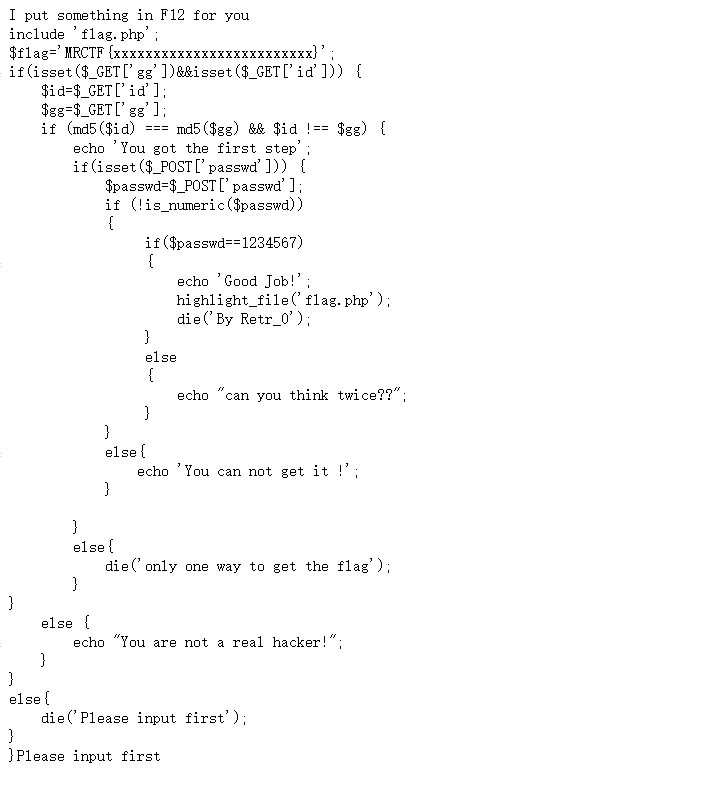 I put something in F12 for you
include 'flag.php';
$flag='MRCTF{xxxxxxxxxxxxxxxxxxxxxxxxx}';
if(isset($_GET['gg'])&&isset($_GET['id'])) {
    $id=$_GET['id'];
    $gg=$_GET['gg'];
    if (md5($id) === md5($gg) && $id !== $gg) {
        echo 'You got the first step';
        if(isset($_POST['passwd'])) {
            $passwd=$_POST['passwd'];
            if (!is_numeric($passwd))
            {
                 if($passwd==1234567)
                 {
                     echo 'Good Job!';
                     highlight_file('flag.php');
                     die('By Retr_0');
                 }
                 else
                 {
                     echo "can you think twice??";
                 }
            }
            else{
                echo 'You can not get it !';
            }

        }
        else{
            die('only one way to get the flag');
        }
}
    else {
        echo "You are not a real hacker!";
    }
}
else{
    die('Please input first');
}
}Please input first